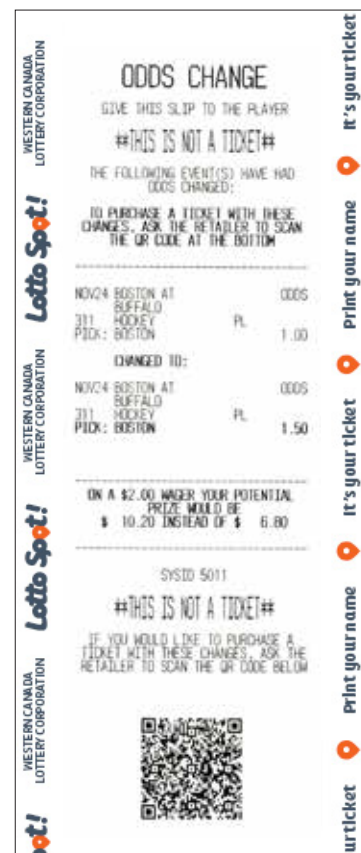 ODDS CHANGE
GIVE THIS SLIP TO THE PLAYER
##THIS IS NOT A TICKET##
THE FOLLOWING EVENT(S) HAVE HAD
ODDS CHANGED:
TO PURCHASE A TICKET WITH THESE
CHANGES, ASK THE RETAILER TO SCAN
THE QR CODE AT THE BOTTOM
NOV24 BOSTON AT ODDS
BUFFALO
311 HOCKEY PL
PICK: BOSTON 1.00
CHANGED TO:
NOV24 BOSTON AT ODDS
BUFFALO
311 HOCKEY PL
PICK: BOSTON 1.50
ON A $2.00 WAGER YOUR POTENTIAL
PRIZE WOULD BE
$ 10.20 INSTEAD OF $ 6.80
SYSID 5011
##THIS IS NOT A TICKET##
IF YOU WOULD LIKE TO PURCHASE A
TICKET WITH THESE CHANGES, ASK THE
RETAILER TO SCAN THE QR CODE BELOW
WESTERN CANADA
LOTTERY CORPORATION
Lotto Spot!
WESTERN CANADA
LOTTERY CORPORATION
Lotto Spot!
WESTERN CANADA
LOTTERY CORPORATION
ot!
It's your ticket
Print your name
It's your ticket
Print your name
ur ticket